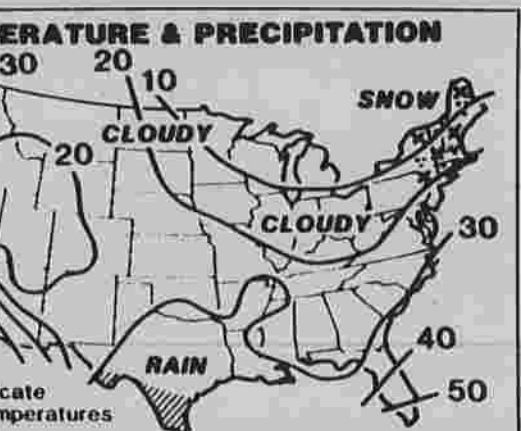 ERATURE & PRECIPITATION
30 20
10
SNOW
CLOUDY
20
CLOUDY
30
RAIN
40
50
cate
mperatures